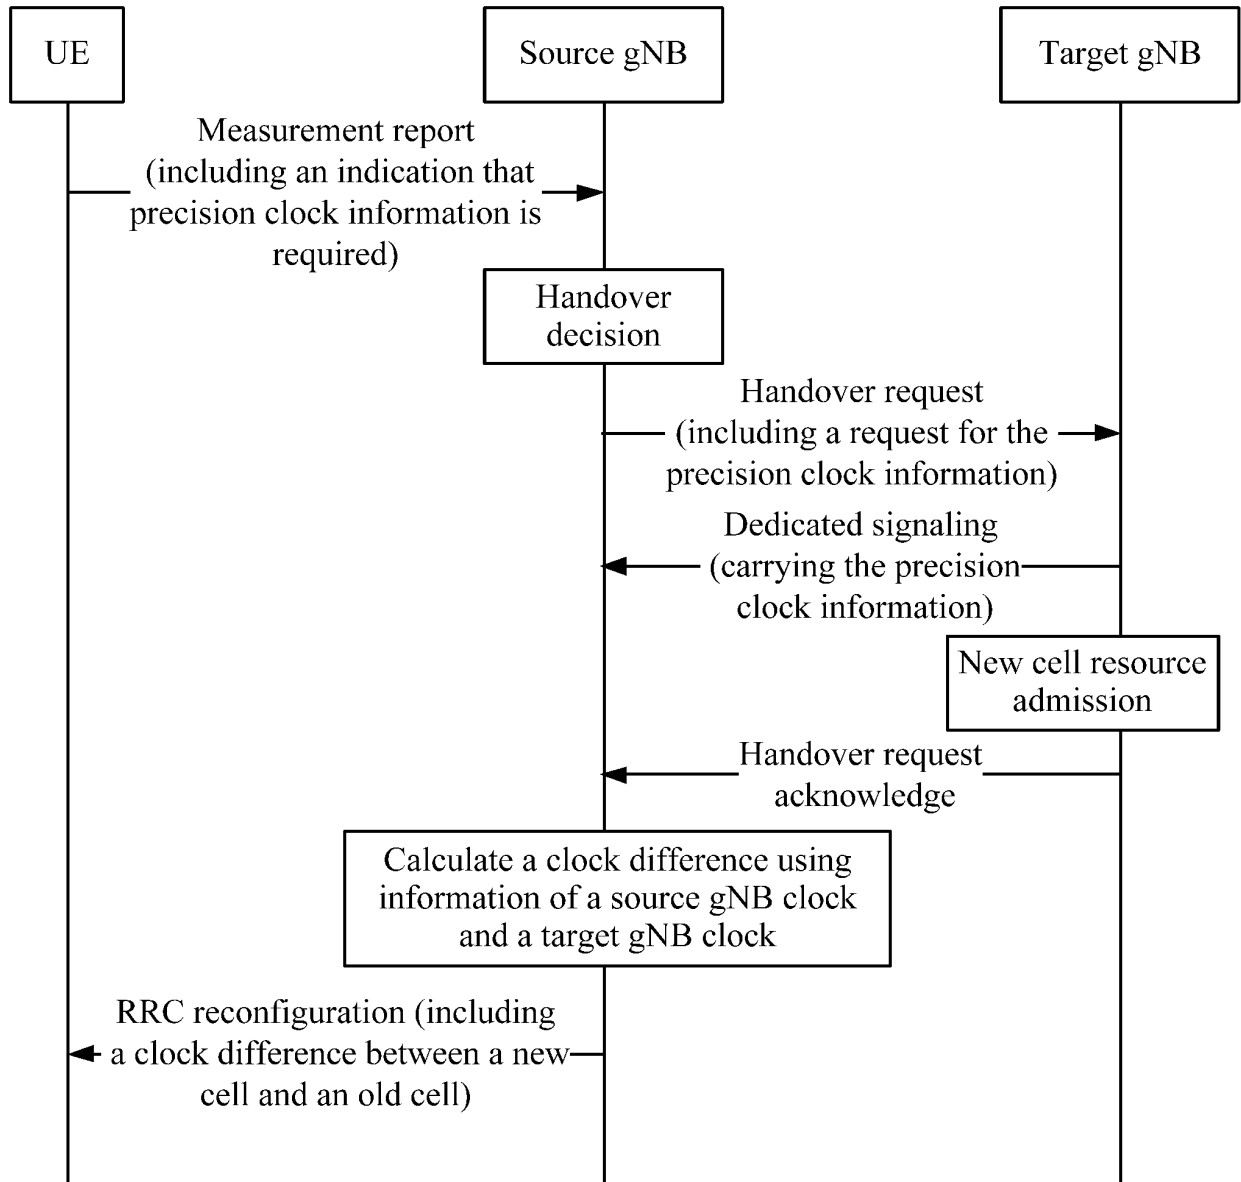 UE
Source gNB
Target gNB
Measurement report
(including an indication that
precision clock information is
required)
Handover
decision
Handover request
(including a request for the
precision clock information)
Dedicated signaling
(carrying the precision
clock information)
New cell resource
admission
Handover request
acknowledge
Calculate a clock difference using
information of a source gNB clock
and a target gNB clock
RRC reconfiguration (including
a clock difference between a new
cell and an old cell)